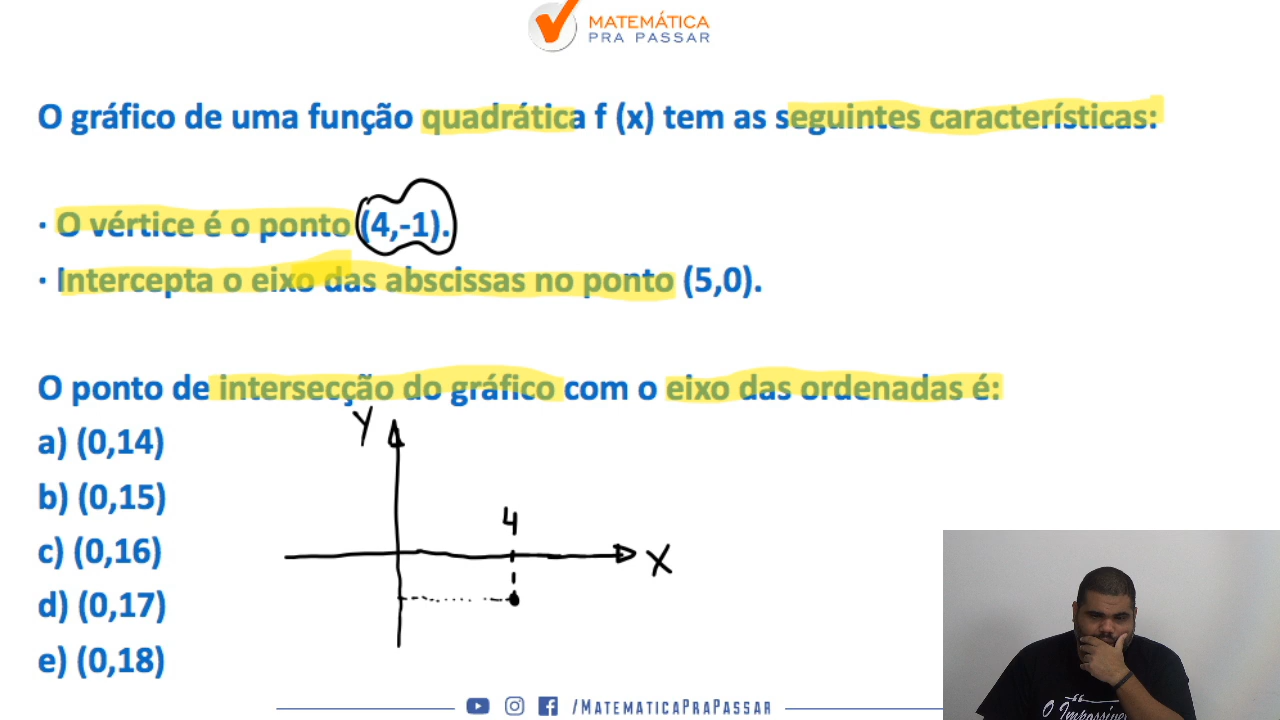 MATEMÁTICA
PRA PASSAR
O gráfico de uma função quadrática f (x) tem as seguintes características:
· O vértice é o ponto (4,-1).
· Intercepta o eixo das abscissas no ponto (5,0).
O ponto de intersecção do gráfico com o eixo das ordenadas é:
a) (0,14)
b) (0,15)
c) (0,16)
d) (0,17)
e) (0,18)
Y
4
X
“ O Impossível
/MatematicaPraPassar